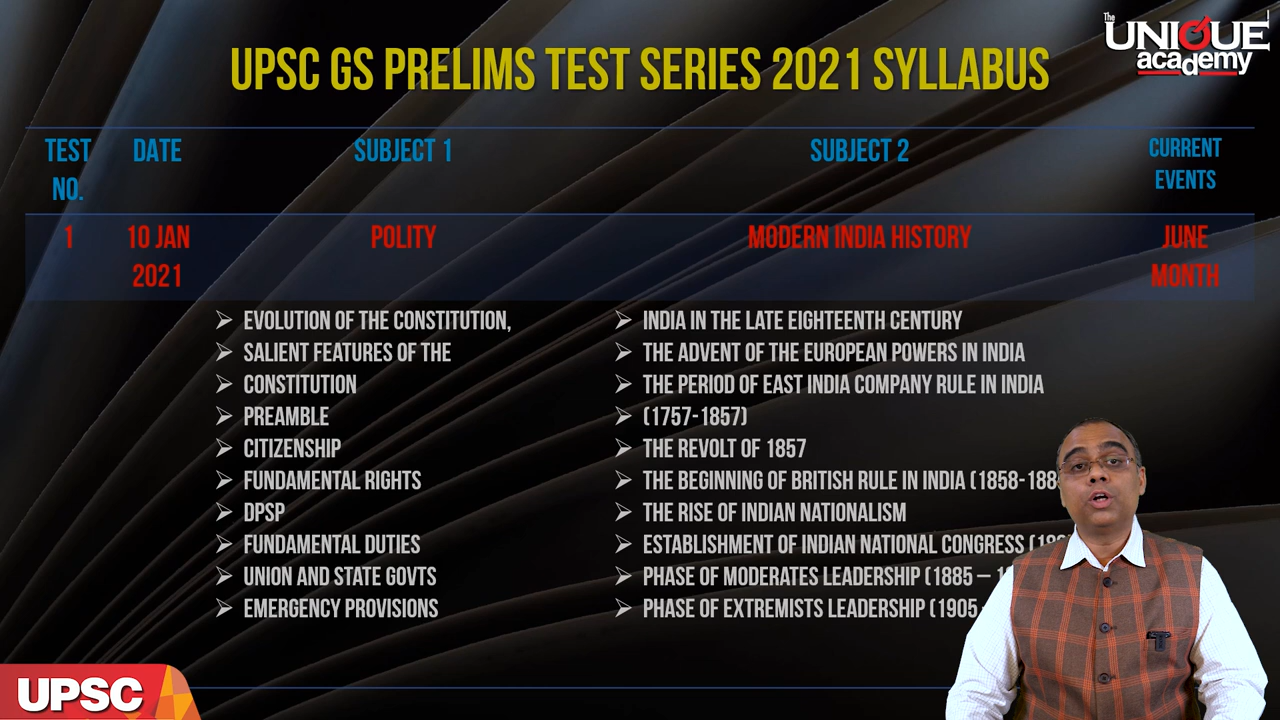 The
UNIQUE
academy
UPSC GS PRELIMS TEST SERIES 2021 SYLLABUS
TEST NO.
DATE
SUBJECT 1
SUBJECT 2
CURRENT EVENTS
1
10 JAN 2021
POLITY
MODERN INDIA HISTORY
JUNE MONTH
EVOLUTION OF THE CONSTITUTION,
SALIENT FEATURES OF THE
CONSTITUTION
PREAMBLE
CITIZENSHIP
FUNDAMENTAL RIGHTS
DPSP
FUNDAMENTAL DUTIES
UNION AND STATE GOVTS
EMERGENCY PROVISIONS
INDIA IN THE LATE EIGHTEENTH CENTURY
THE ADVENT OF THE EUROPEAN POWERS IN INDIA
THE PERIOD OF EAST INDIA COMPANY RULE IN INDIA
(1757-1857)
THE REVOLT OF 1857
THE BEGINNING OF BRITISH RULE IN INDIA (1858-188
THE RISE OF INDIAN NATIONALISM
ESTABLISHMENT OF INDIAN NATIONAL CONGRESS
PHASE OF MODERATES LEADERSHIP (1885 –
PHASE OF EXTREMISTS LEADERSHIP (1905
UPSC